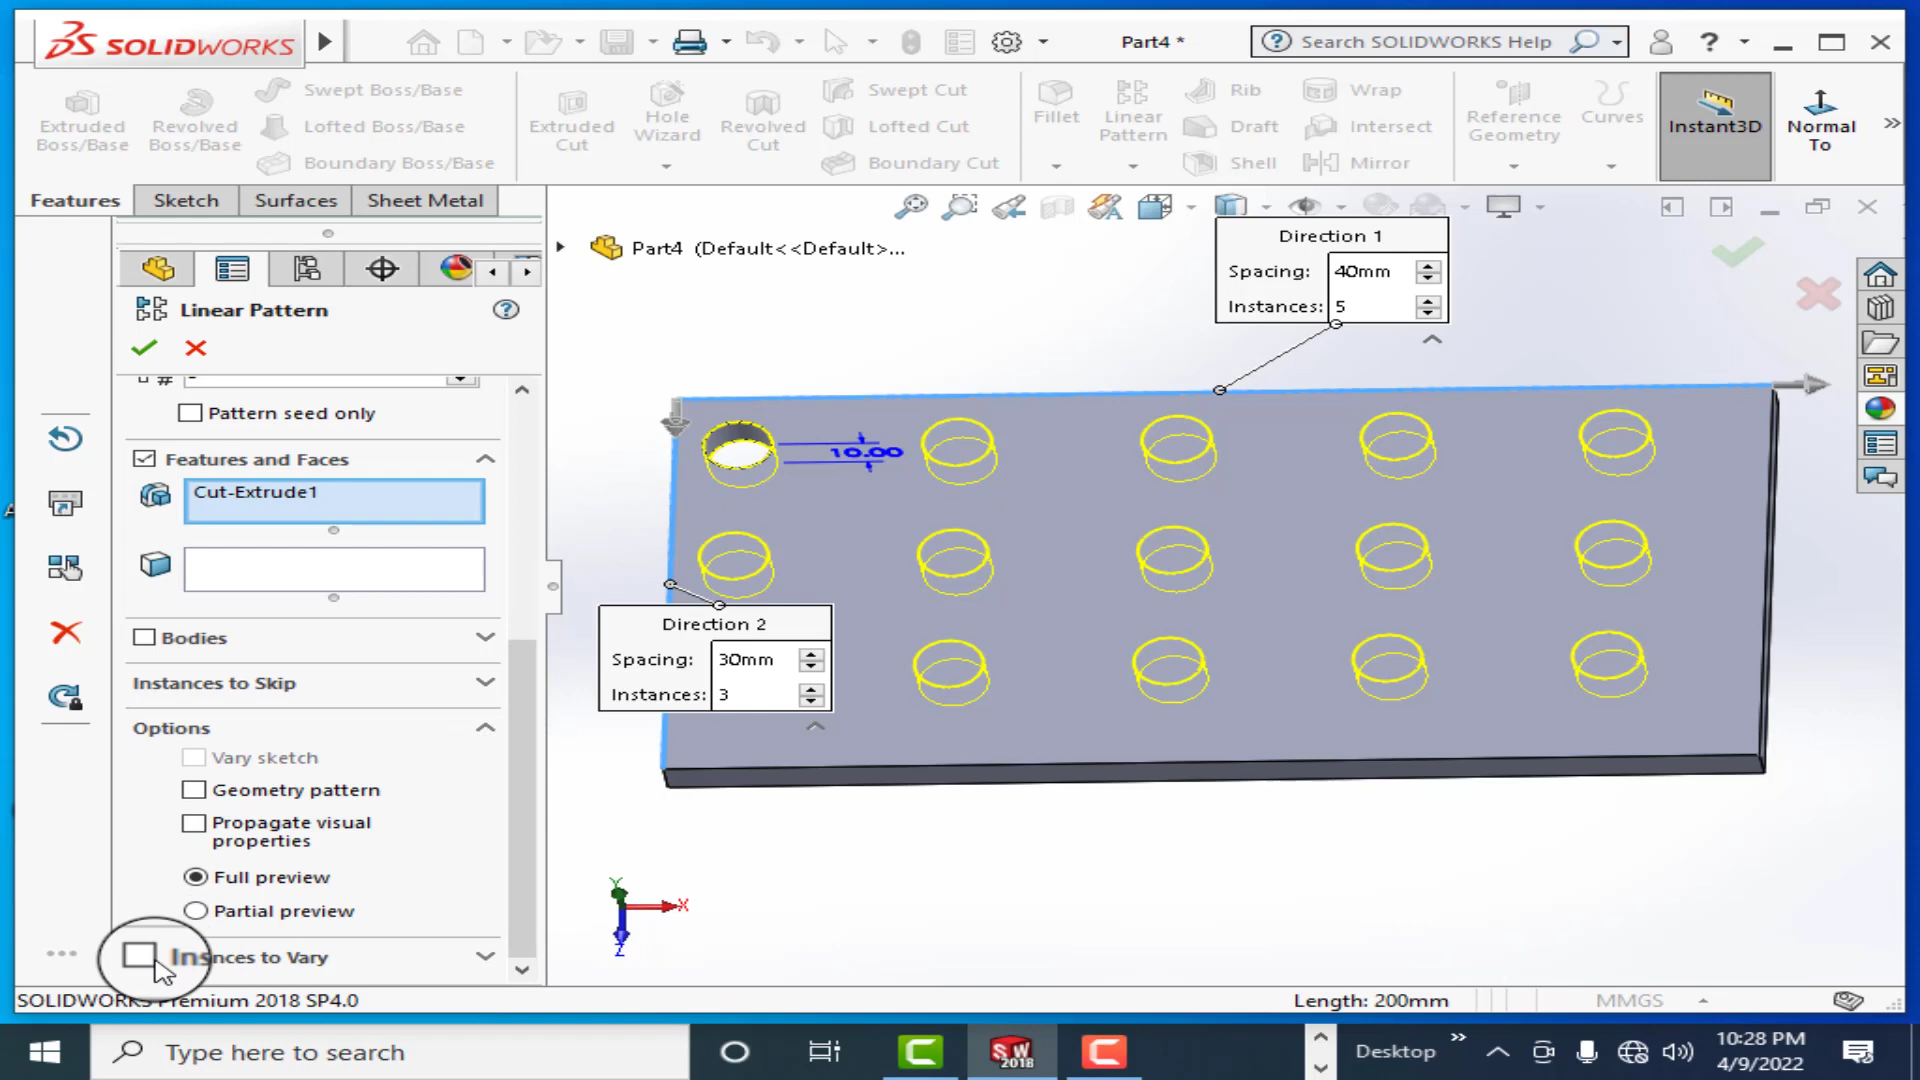 SOLIDWORKS
Part4 *
Search SOLIDWORKS Help
?
Extruded Boss/Base
Revolved Boss/Base
Swept Boss/Base
Lofted Boss/Base
Boundary Boss/Base
Extruded Cut
Hole Wizard
Revolved Cut
Swept Cut
Lofted Cut
Boundary Cut
Fillet
Linear Pattern
Rib
Draft
Shell
Wrap
Intersect
Mirror
Reference Geometry
Curves
Instant3D
Normal To
Features
Sketch
Surfaces
Sheet Metal
Part4 (Default<<Default>...
Linear Pattern
Pattern seed only
Features and Faces
Cut-Extrude1
Bodies
Instances to Skip
Options
Vary sketch
Geometry pattern
Propagate visual
properties
Full preview
Partial preview
Instances to Vary
Direction 1
Spacing: 40mm
Instances: 5
10.00
Direction 2
Spacing: 30mm
Instances: 3
Y
X
Z
SOLIDWORKS Premium 2018 SP4.0
Length: 200mm
MMGS
Type here to search
SW
2018
Desktop
10:28 PM
4/9/2022